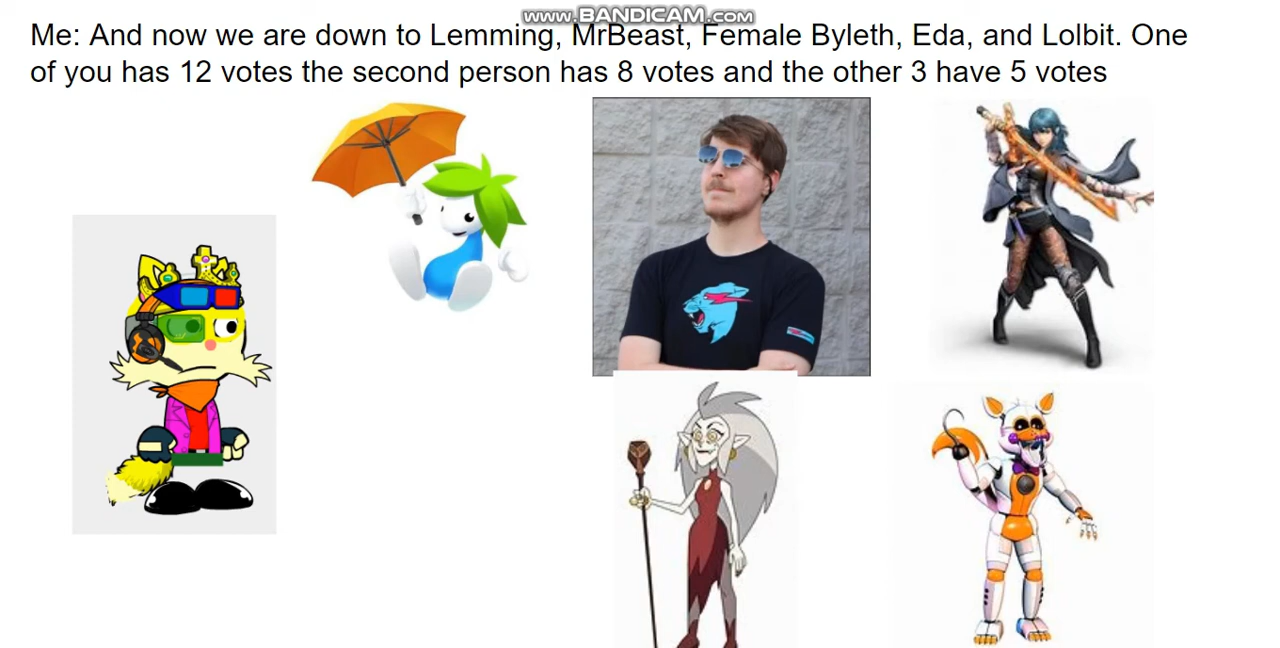 www.BANDICAM.com
Me: And now we are down to Lemming, MrBeast, Female Byleth, Eda, and Lolbit. One
of you has 12 votes the second person has 8 votes and the other 3 have 5 votes